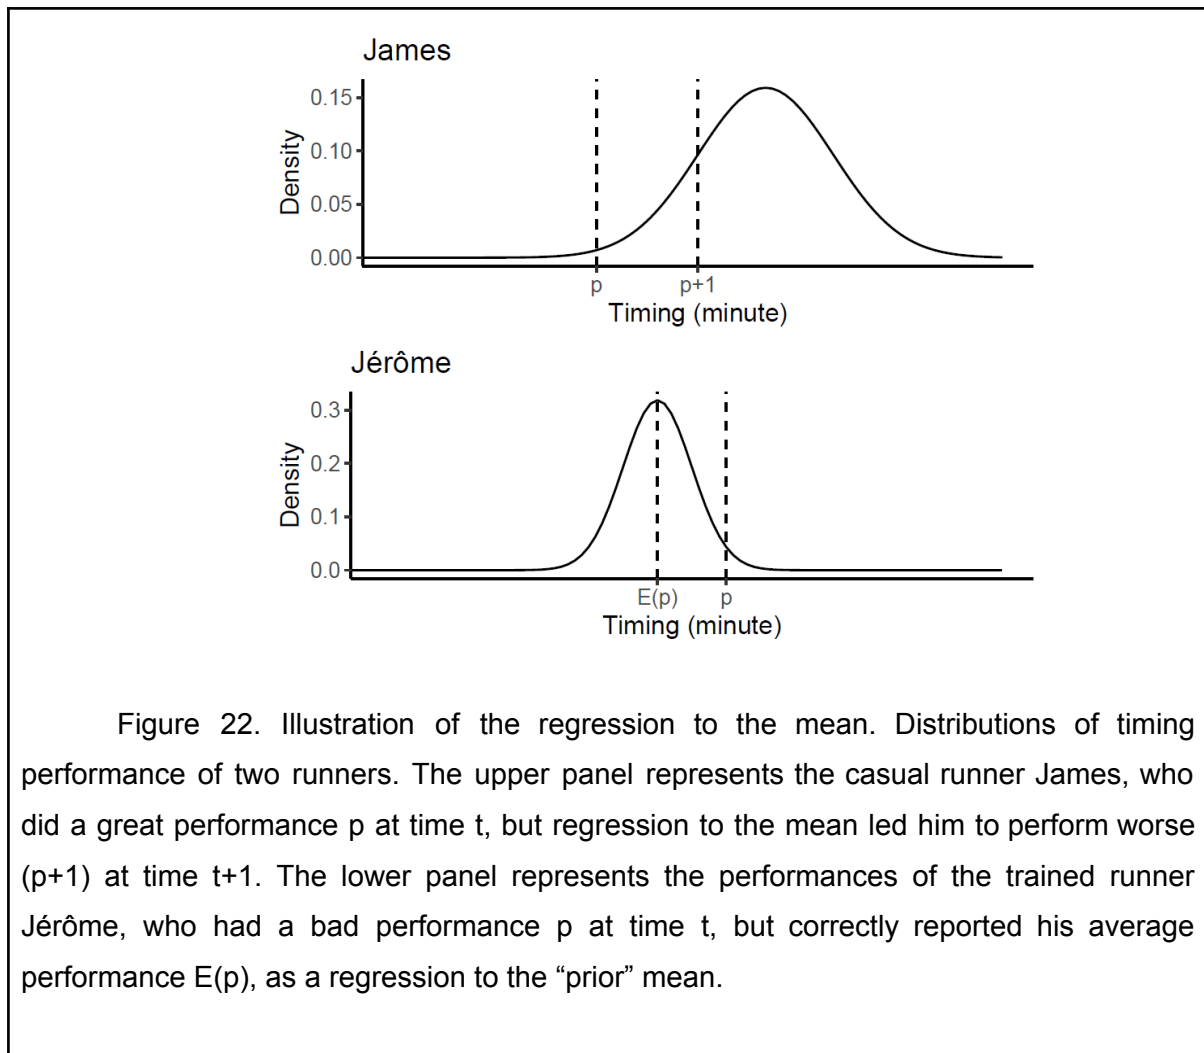 James
0.15
0.10
0.05
0.00
Density
p
p+1
Timing (minute)
Jérôme
0.3
0.2
0.1
0.0
Density
E(p)
p
Timing (minute)
Figure 22. Illustration of the regression to the mean. Distributions of timing
performance of two runners. The upper panel represents the casual runner James, who
did a great performance p at time t, but regression to the mean led him to perform worse
(p+1) at time t+1. The lower panel represents the performances of the trained runner
Jérôme, who had a bad performance p at time t, but correctly reported his average
performance E(p), as a regression to the “prior” mean.